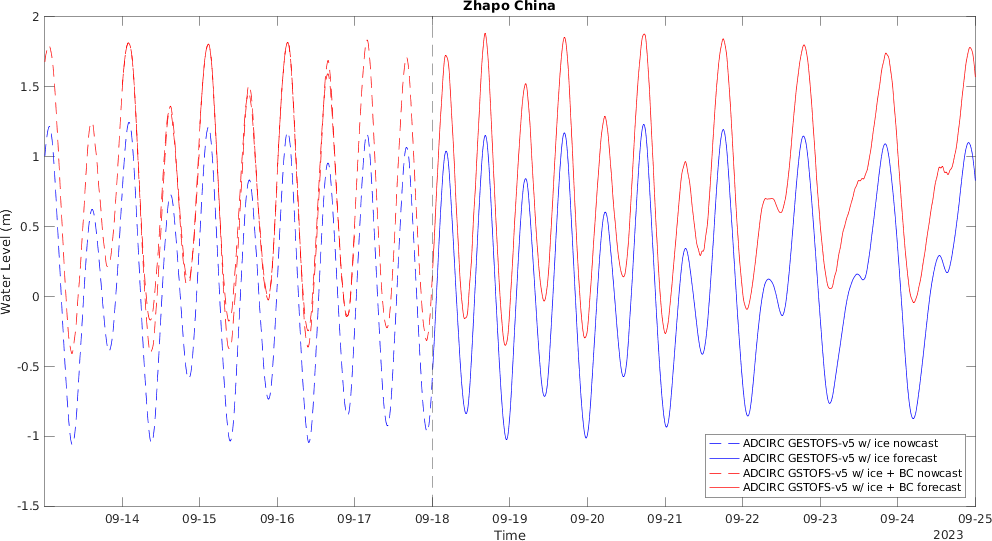 Zhapo China
2
1.5
1
0.5
0
-0.5
-1
-1.5
Water Level (m)
ADCIRC GESTOFS-v5 w/ ice nowcast
ADCIRC GESTOFS-v5 w/ ice forecast
ADCIRC GSTOFS-v5 w/ ice + BC nowcast
ADCIRC GSTOFS-v5 w/ ice + BC forecast
09-14 09-15 09-16 09-17 09-18 09-19 09-20 09-21 09-22 09-23 09-24 09-25
Time
2023